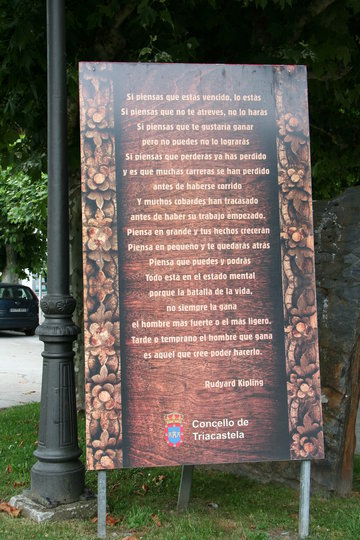 Si piensas que estás vencido, lo estás
Si piensas que no te atreves, no lo harás
Si piensas que te gustaría ganar
pero no puedes no lo lograrás
Si piensas que perderás ya has perdido
y es que muchas carreras se han perdido
antes de haberse corrido
Y muchos cobardes han fracasado
antes de haber su trabajo empezado.
Piensa en grande y tus hechos crecerán
Piensa en pequeño y te quedarás atrás
Piensa que puedes y podrás
Todo está en el estado mental
porque la batalla de la vida,
no siempre la gana
el hombre más fuerte o el más ligero.
Tarde o temprano el hombre que gana
es aquel que cree poder hacerlo.
Rudyard Kipling
Concello de
Triacastela